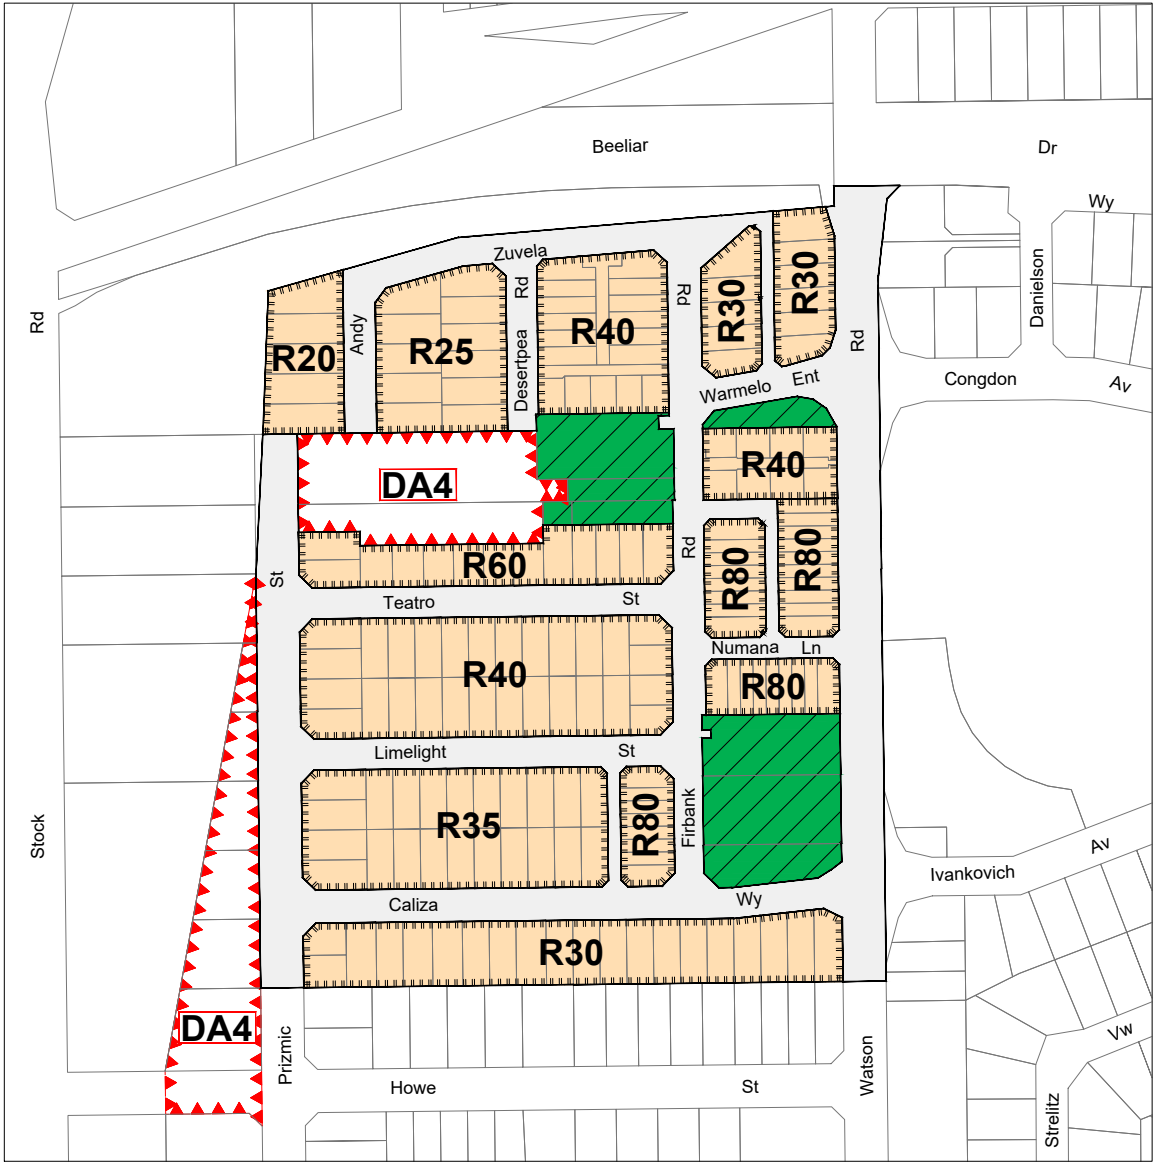 Beeliar
Dr
Wy
Zuvela
Rd
Rd
Rd
Danielson
Andy
Desertpea
R20
R25
R40
R30
R30
Rd
Warmelo
Ent
Congdon
Av
DA4
R40
R60
Rd
R80
R80
St
Teatro
St
Numana
Ln
R40
R80
Limelight
St
R35
R80
Firbank
Stock
Av
Ivankovich
Caliza
Wy
R30
DA4
Prizmic
Howe
St
Watson
Vw
Strelitz